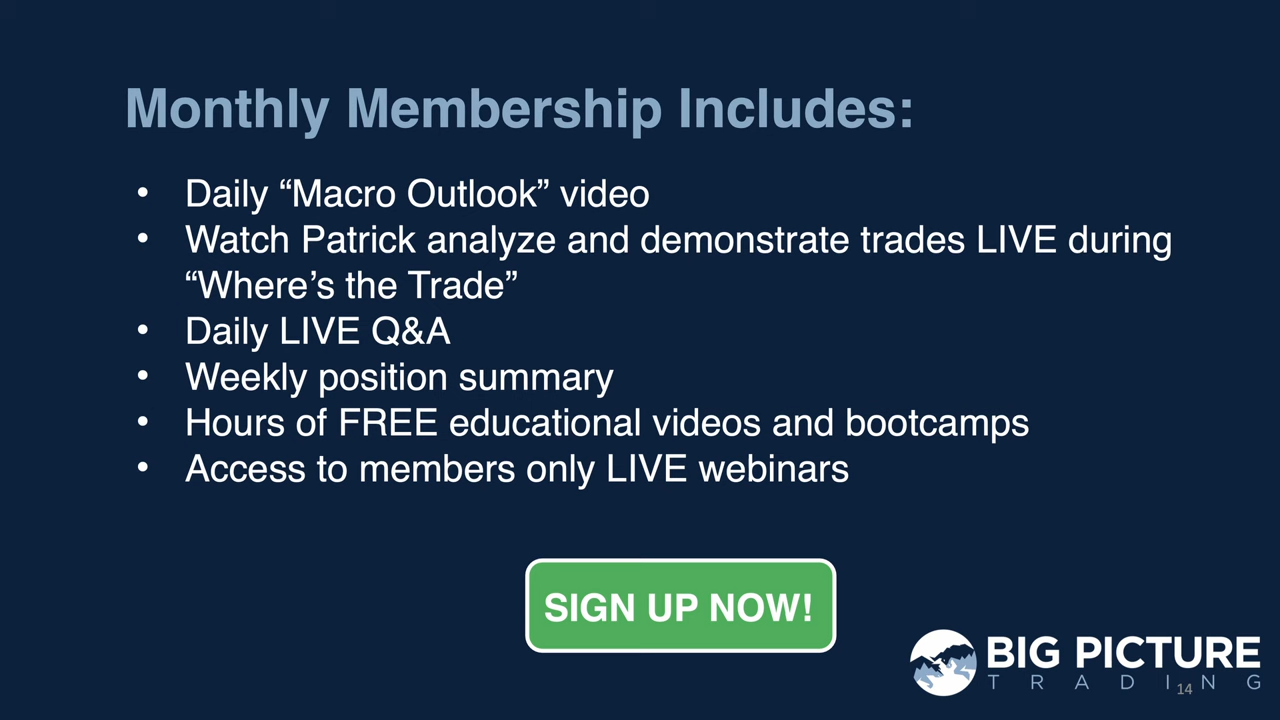 Monthly Membership Includes:
• Daily “Macro Outlook” video
• Watch Patrick analyze and demonstrate trades LIVE during
“Where’s the Trade”
• Daily LIVE Q&A
• Weekly position summary
• Hours of FREE educational videos and bootcamps
• Access to members only LIVE webinars
SIGN UP NOW!
BIG PICTURE
TRADING
14